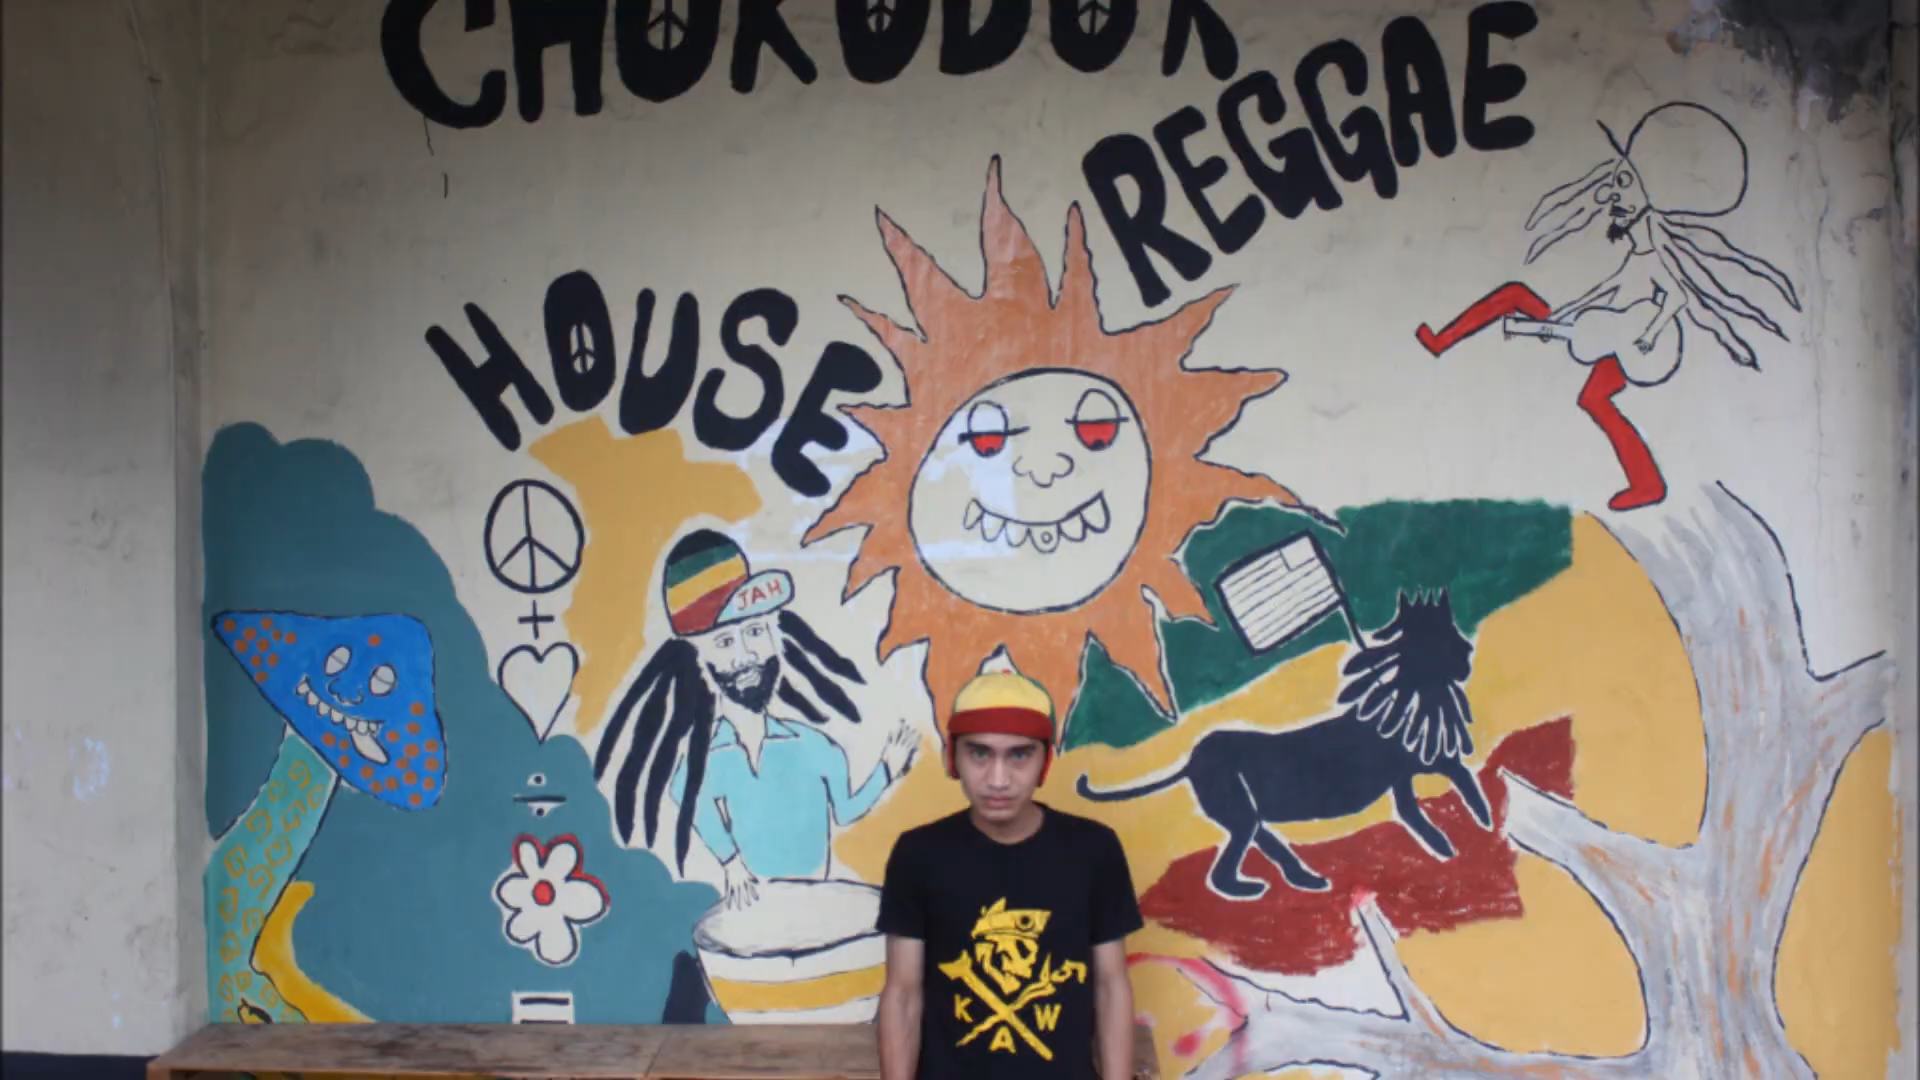 REGGAE
HOUSE
+
JAH
÷
K A W
=